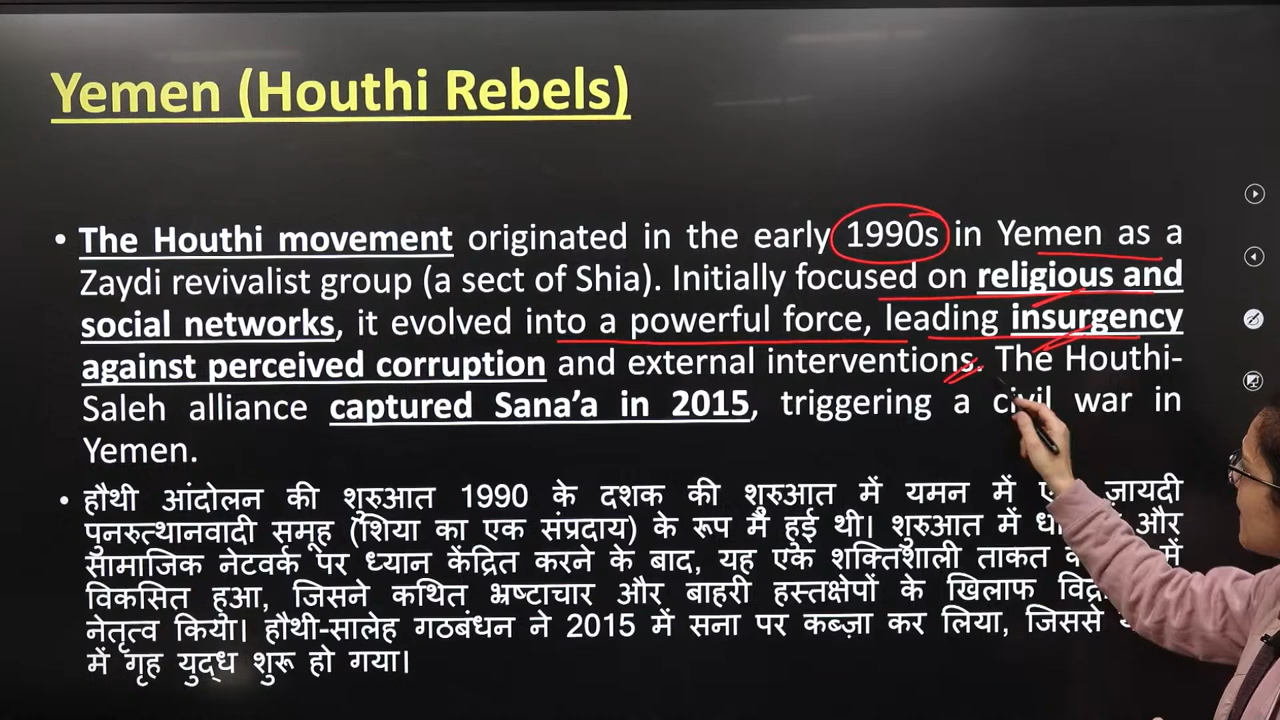 Yemen (Houthi Rebels)
• The Houthi movement originated in the early 1990s in Yemen as a
Zaydi revivalist group (a sect of Shia). Initially focused on religious and
social networks, it evolved into a powerful force, leading insurgency
against perceived corruption and external interventions. The Houthi-
Saleh alliance captured Sana’a in 2015, triggering a civil war in
Yemen.
• हौथी आंदोलन की शुरुआत 1990 के दशक की शुरुआत में यमन में ज़ायदी
पुनरुत्थानवादी समूह (शिया का एक संप्रदाय) के रूप में हुई थी। शुरुआत में और
सामाजिक नेटवर्क पर ध्यान केंद्रित करने के बाद, यह एक शक्तिशाली ताकत में
विकसित हुआ, जिसने कथित भ्रष्टाचार और बाहरी हस्तक्षेपों के खिलाफ
नेतृत्व किया। हौथी-सालेह गठबंधन ने 2015 में सना पर कब्ज़ा कर लिया, जिससे
में गृह युद्ध शुरू हो गया।